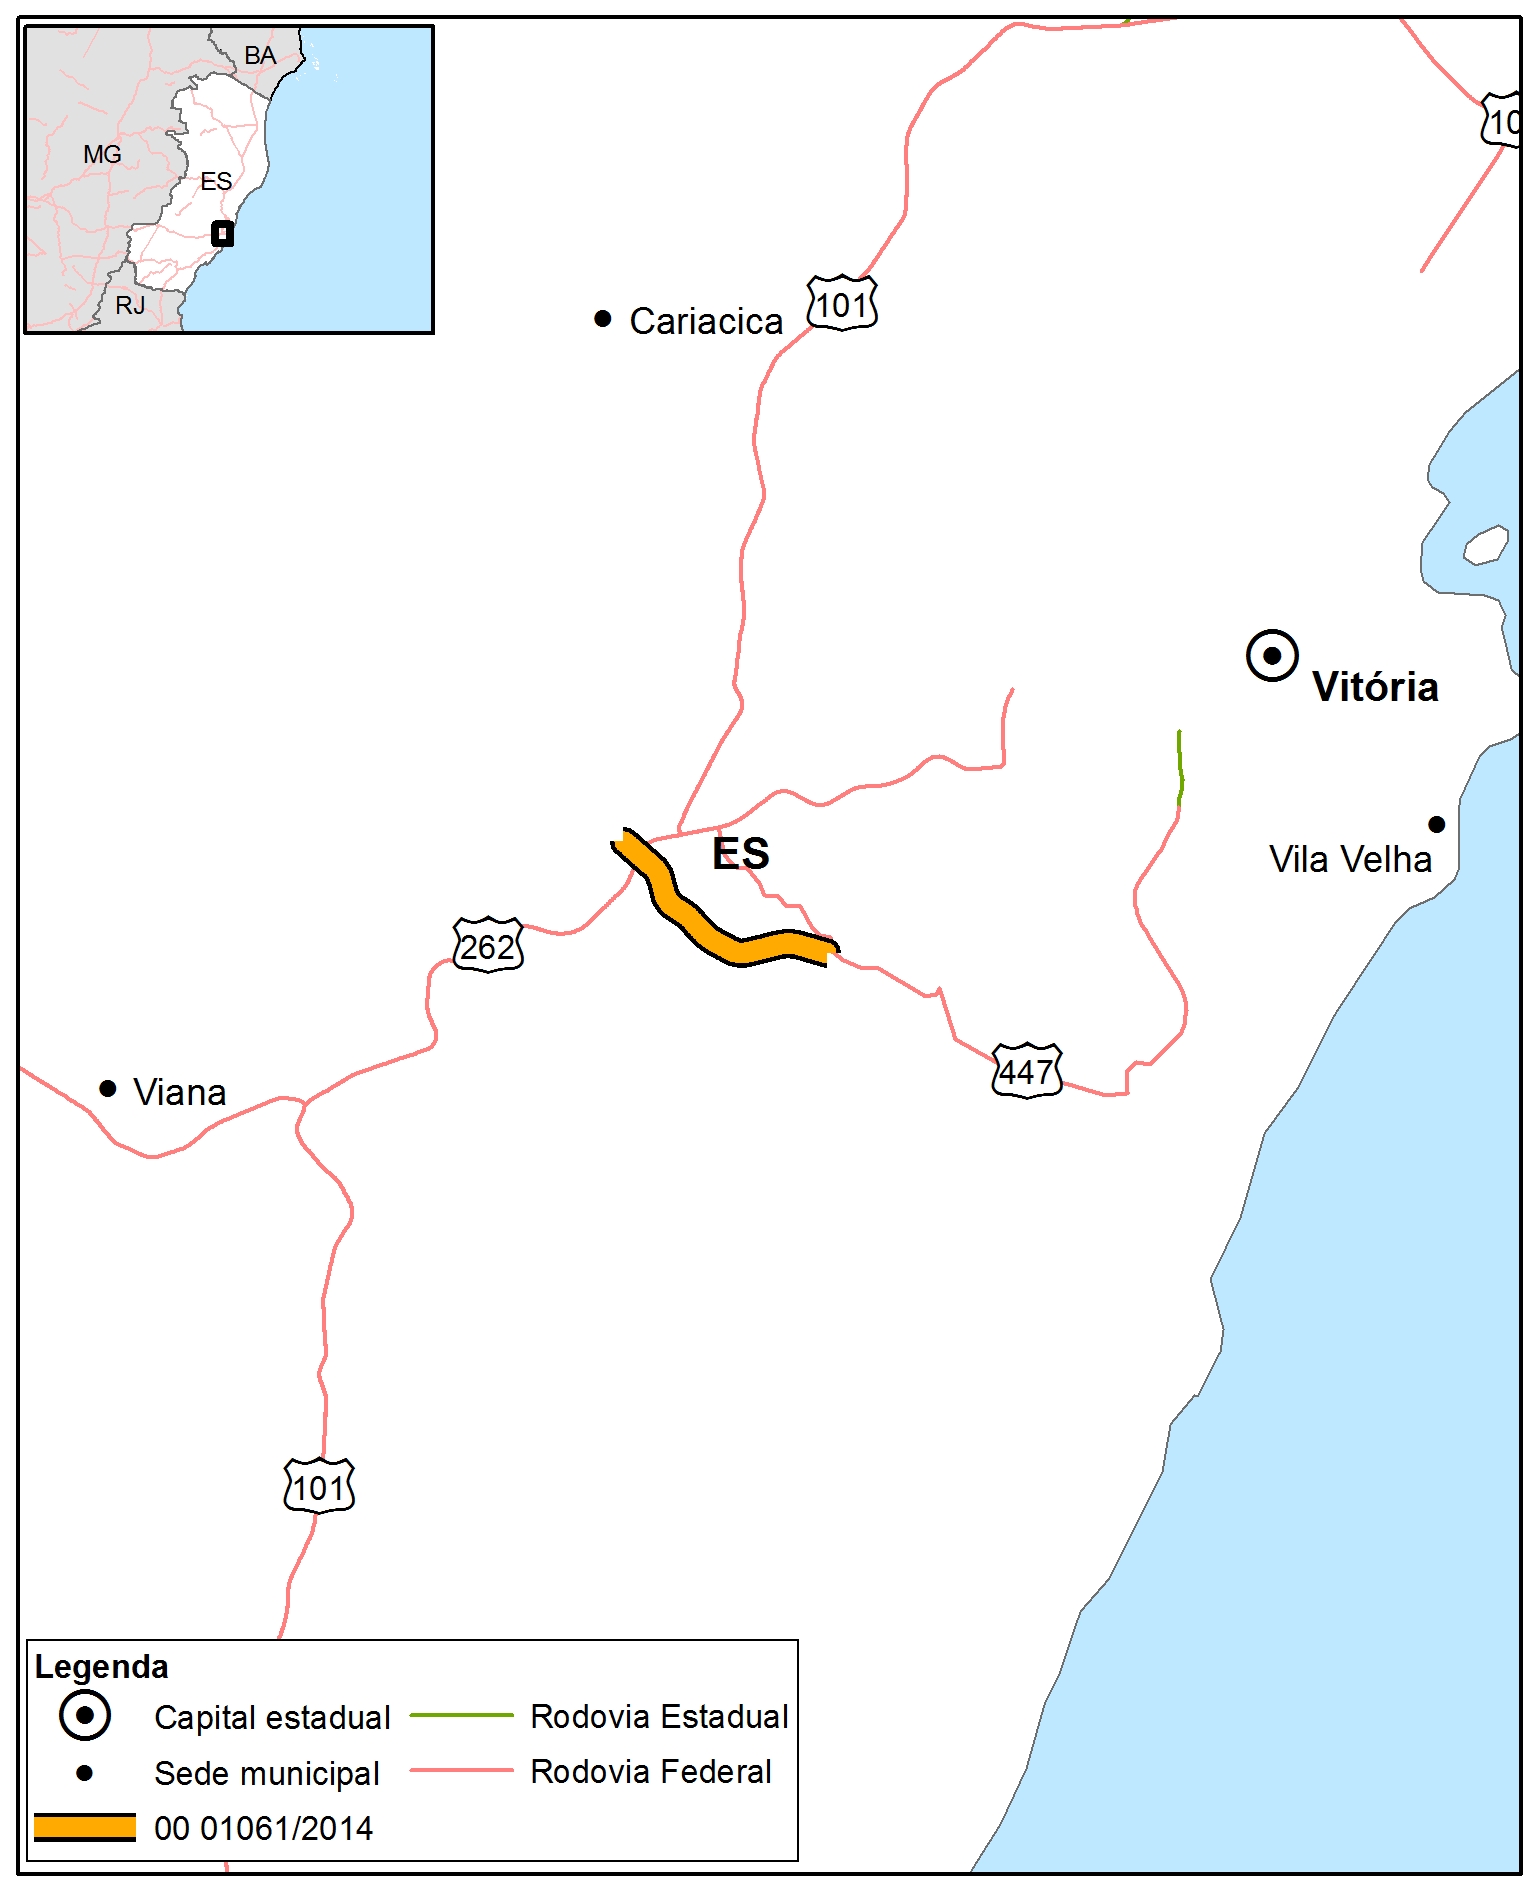 BA
MG
ES
RJ
10
101
Cariacica
Vitória
ES
Vila Velha
262
447
Viana
101
Legenda
Capital estadual Rodovia Estadual
Sede municipal Rodovia Federal
00 01061/2014